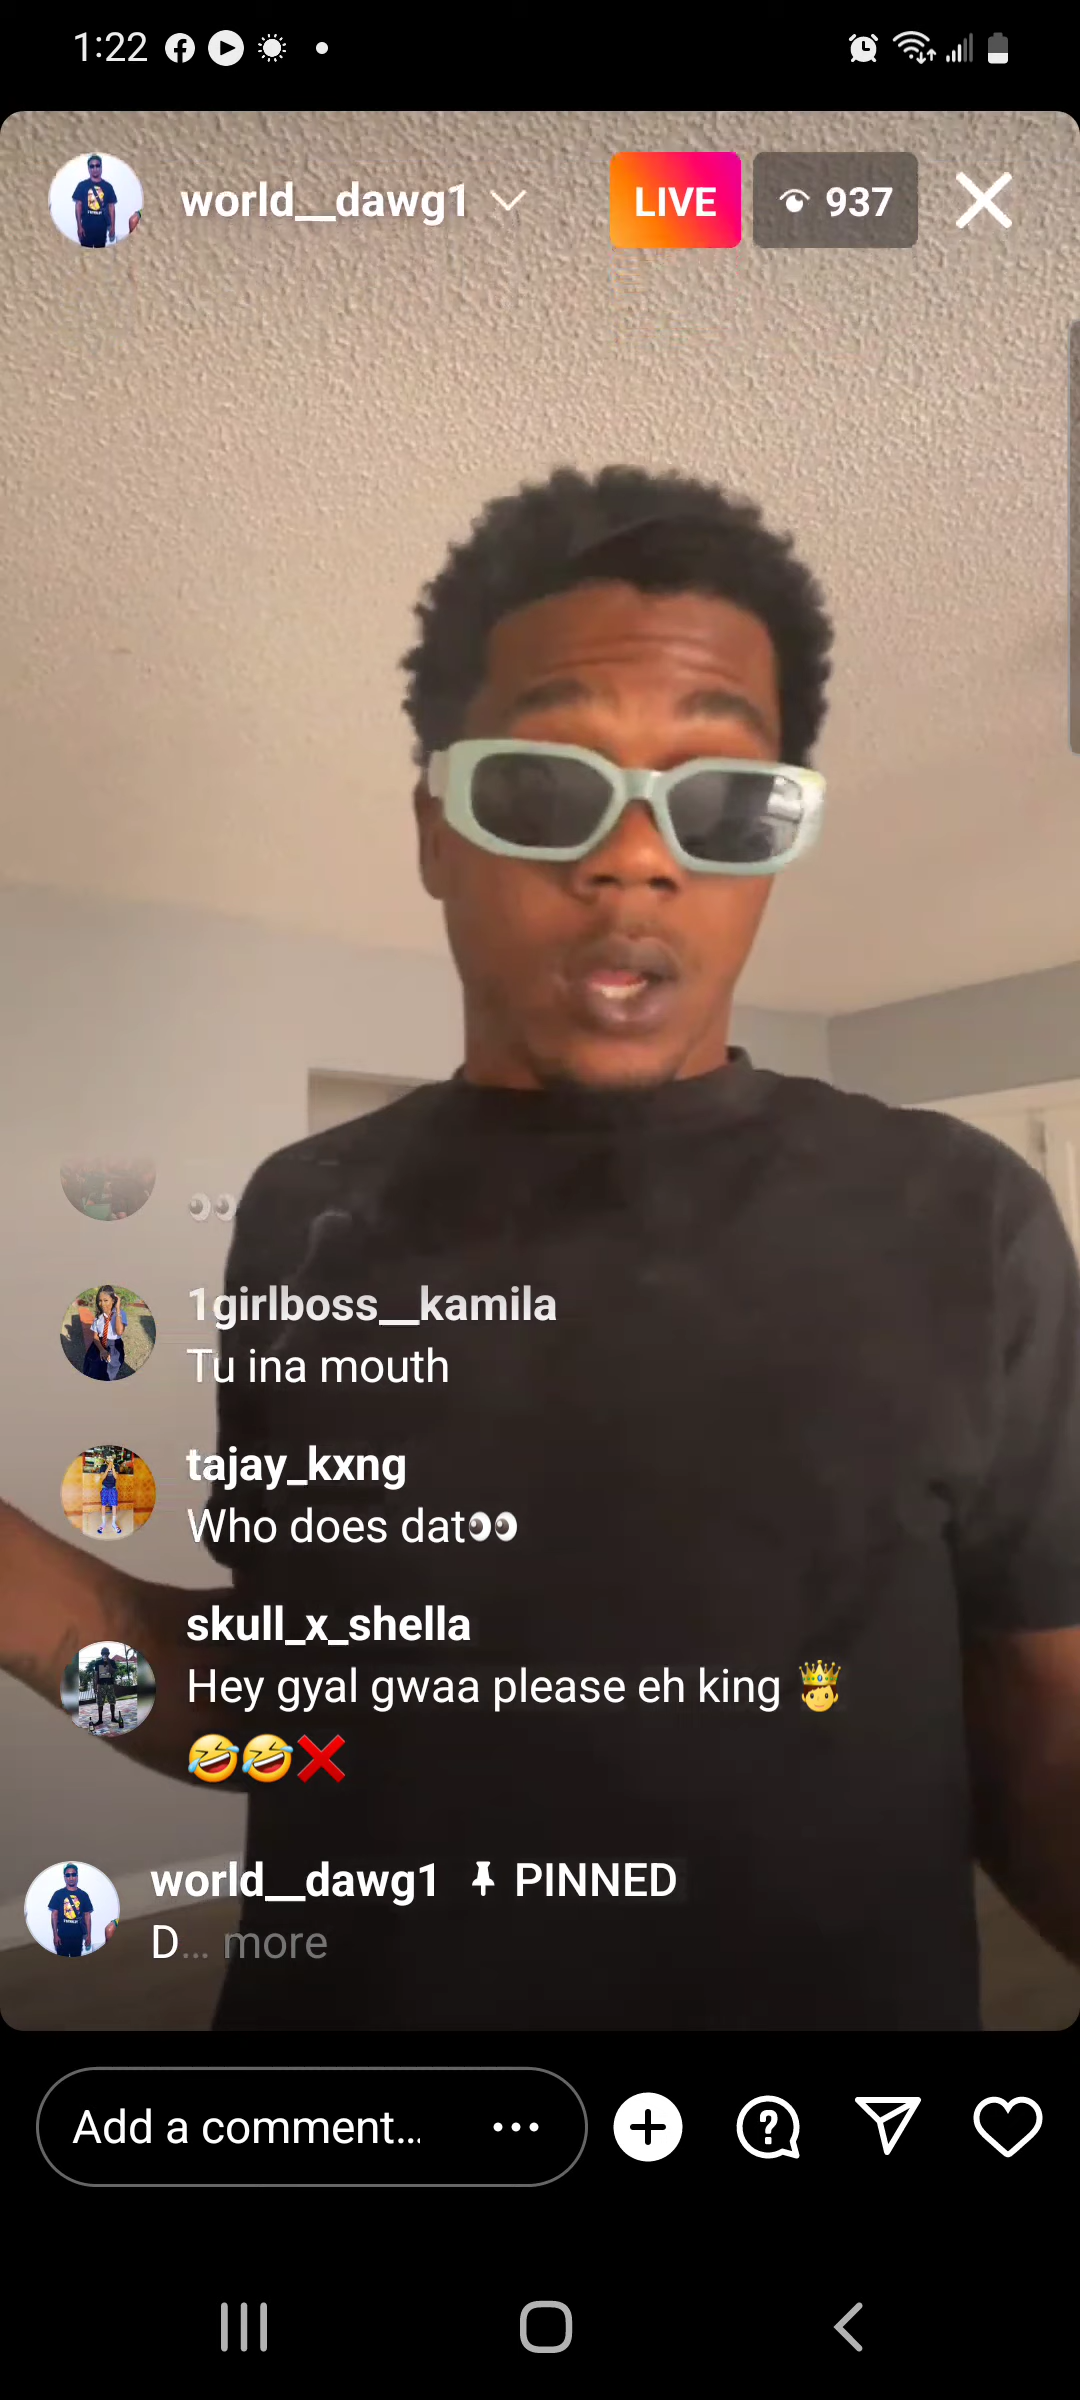 1:22
world__dawg1
LIVE
937
👀
1girlboss__kamila
Tu ina mouth
tajay_kxng
Who does dat👀
skull_x_shella
Hey gyal gwaa please eh king 🤴
🤣🤣❌
world__dawg1 PINNED
D... more
Add a comment...